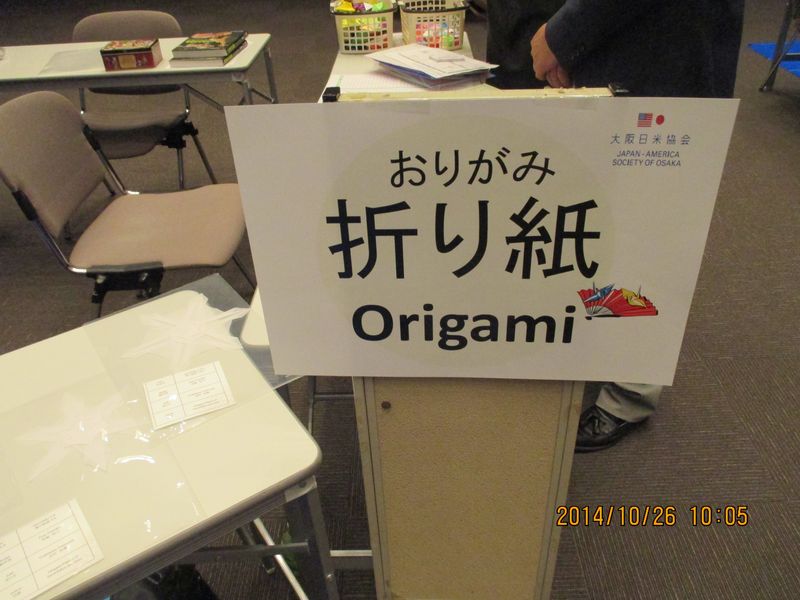 大阪日米協会
JAPAN-AMERICA
SOCIETY OF OSAKA
おりがみ
折り紙
Origami
2014/10/26 10:05